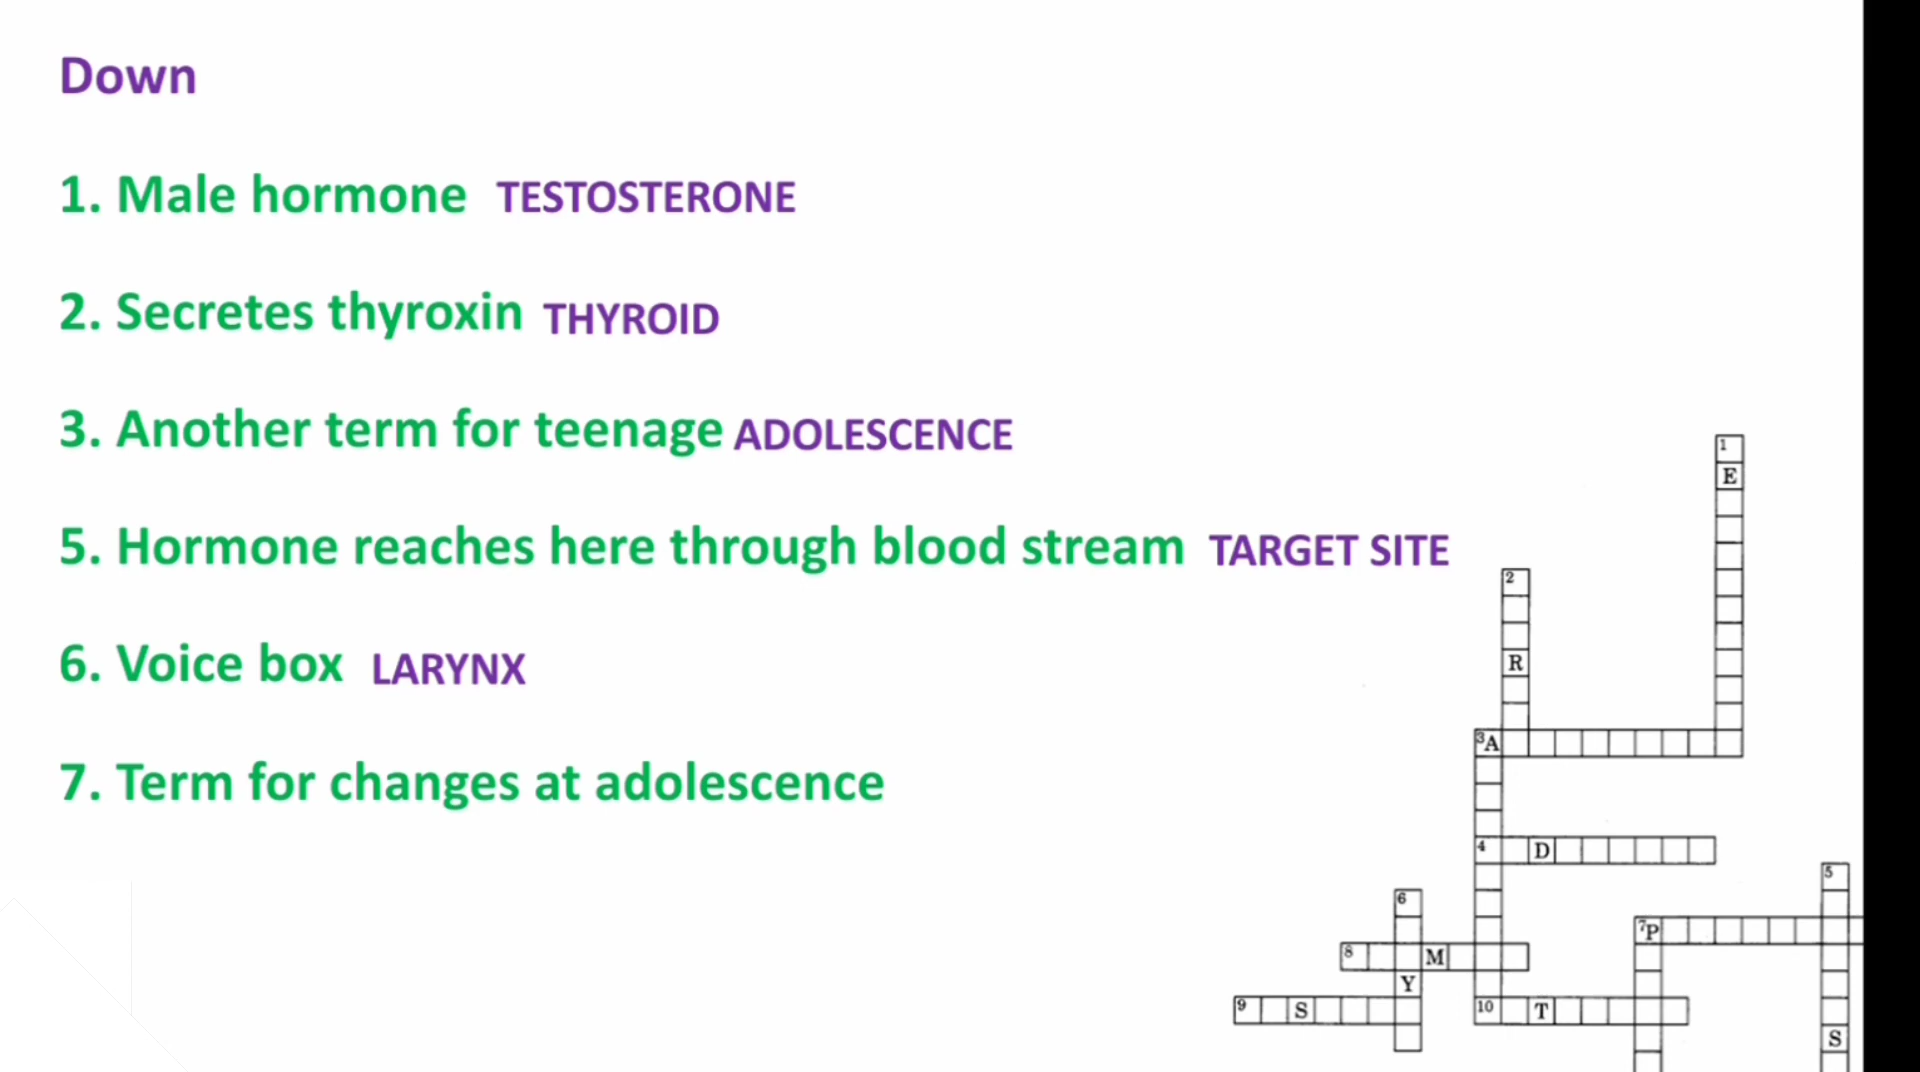 Down
1. Male hormone TESTOSTERONE
2. Secretes thyroxin THYROID
3. Another term for teenage ADOLESCENCE
5. Hormone reaches here through blood stream TARGET SITE
6. Voice box LARYNX
7. Term for changes at adolescence
1
E
2
R
3 A
4 D
5
6
7 P
8 M
Y
9 S
10 T
S